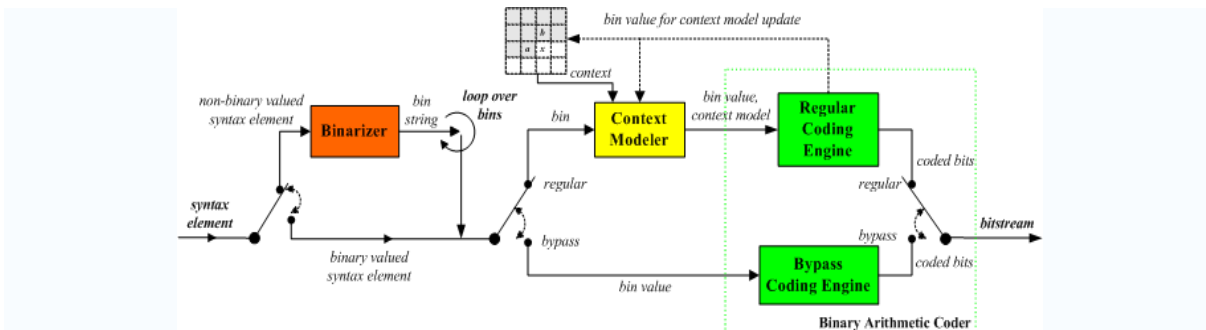 bin value for context model update
b
a x
context
non-binary valued
syntax element
bin
string
loop over
bins
Binarizer
bin
Context
Modeler
bin value,
context model
Regular
Coding
Engine
coded bits
regular
regular
syntax
element
bypass
bypass
bitstream
binary valued
syntax element
bin value
Bypass
Coding Engine
coded bits
Binary Arithmetic Coder